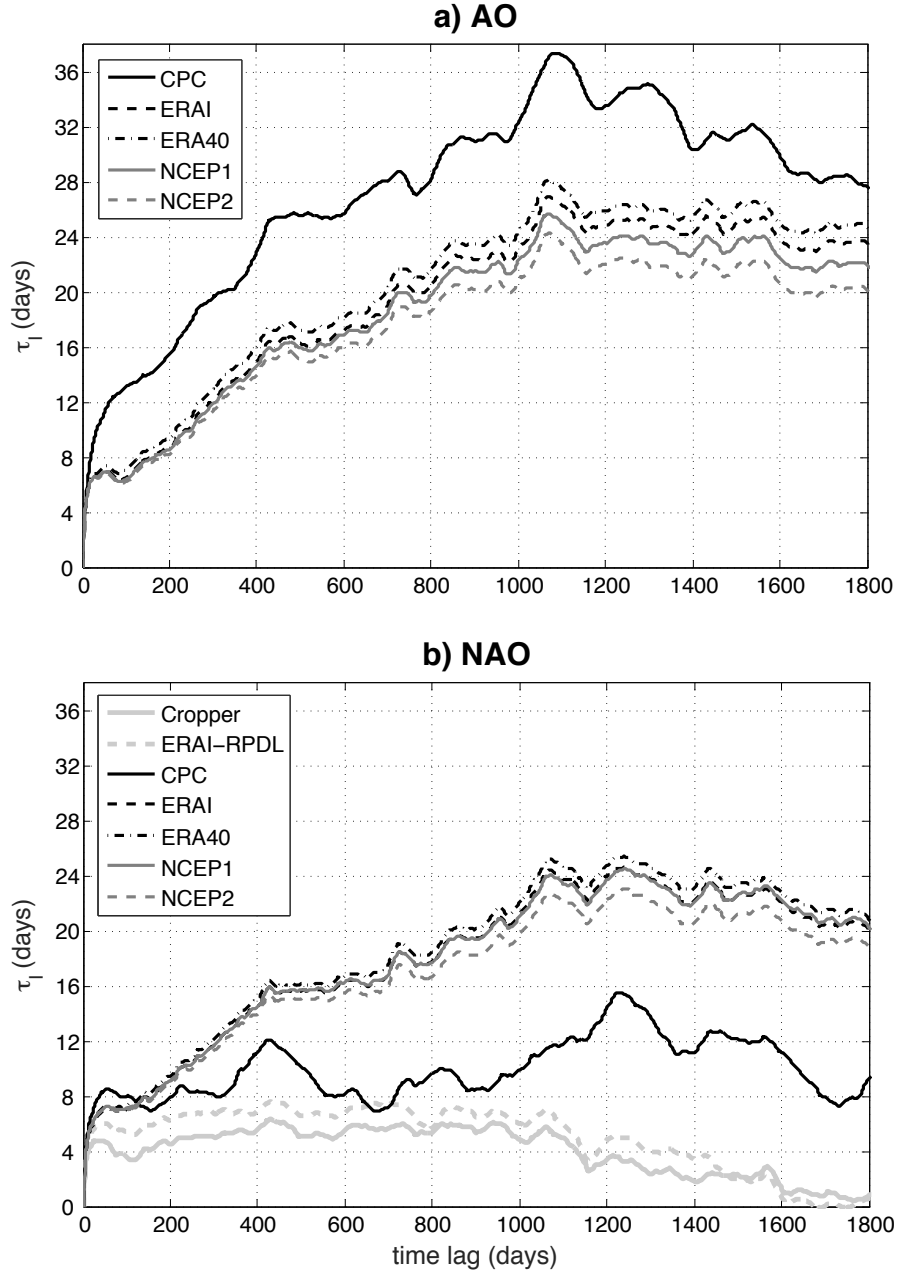 a) AO
36
32
28
24
20
16
12
8
4
0
τI (days)
CPC
ERAI
ERA40
NCEP1
NCEP2
0 200 400 600 800 1000 1200 1400 1600 1800
b) NAO
36
32
28
24
20
16
12
8
4
0
τI (days)
Cropper
ERAI-RPDL
CPC
ERAI
ERA40
NCEP1
NCEP2
0 200 400 600 800 1000 1200 1400 1600 1800
time lag (days)